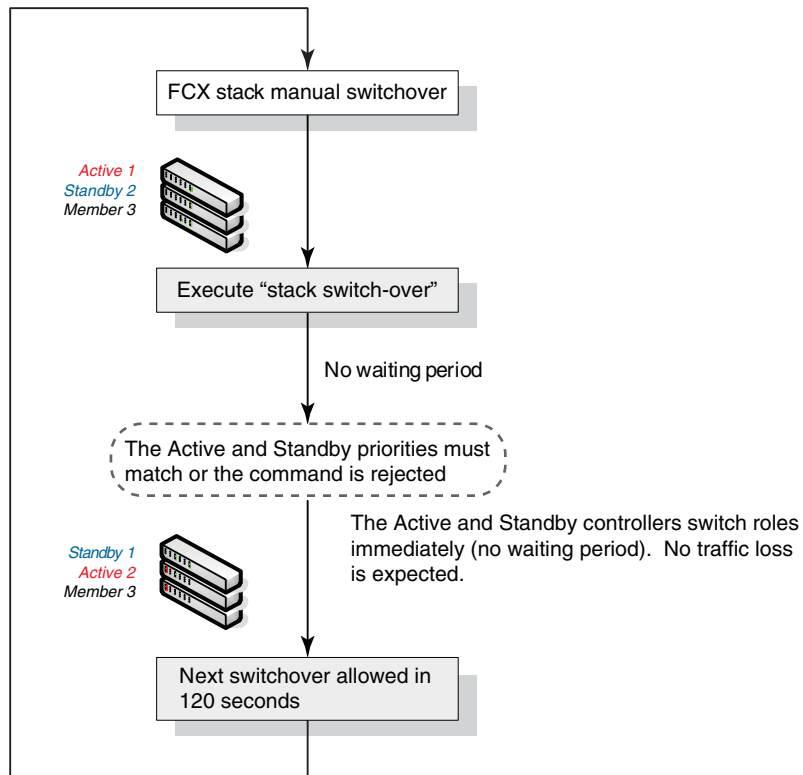 FCX stack manual switchover
Active 1
Standby 2
Member 3
Execute “stack switch-over”
No waiting period
The Active and Standby priorities must
match or the command is rejected
The Active and Standby controllers switch roles
immediately (no waiting period).  No traffic loss
is expected.
Standby 1
Active 2
Member 3
Next switchover allowed in
120 seconds